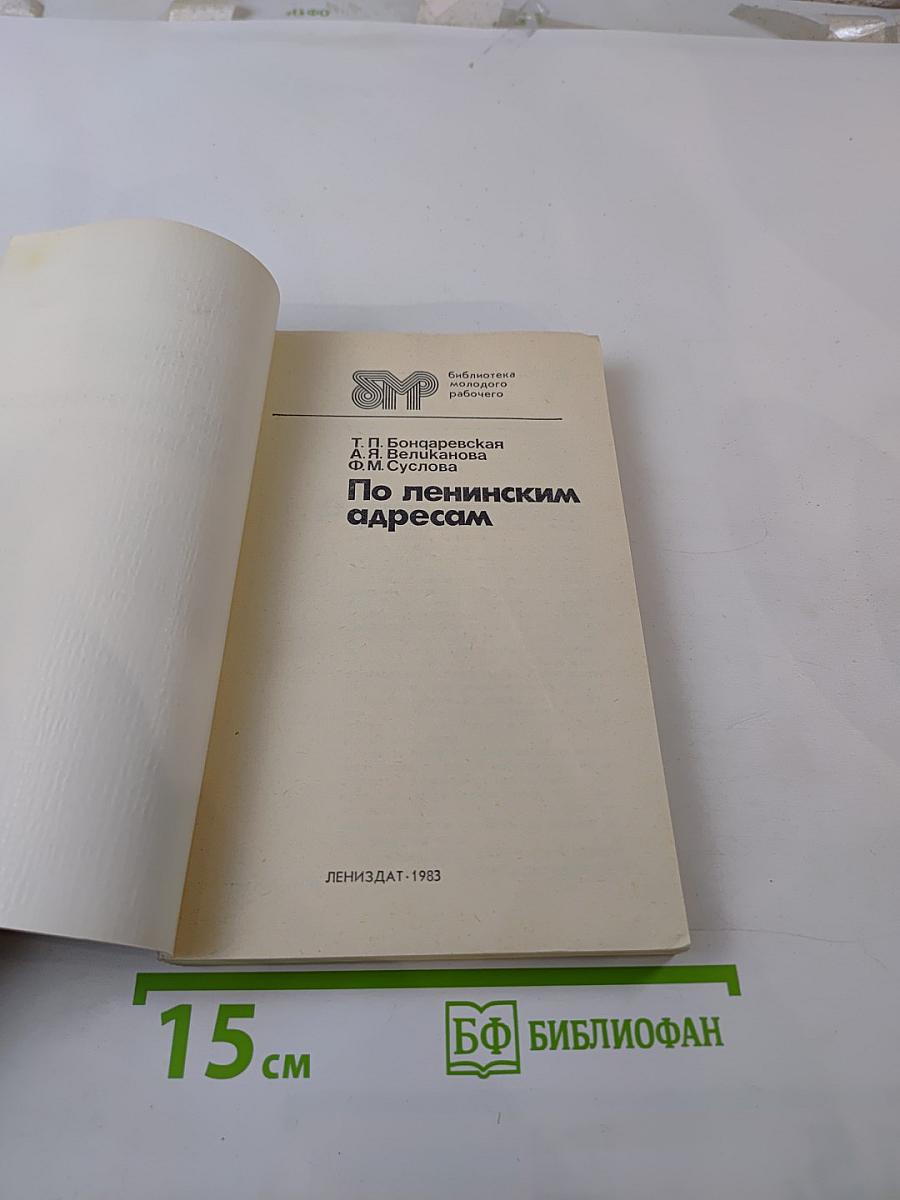 бмр
библиотека
молодого
рабочего
Т. П. Бондаревская
А. Я. Великанова
Ф. М. Суслова
По ленинским
адресам
ЛЕНИЗДАТ · 1983
15 см
БФ БИБЛИОФАН